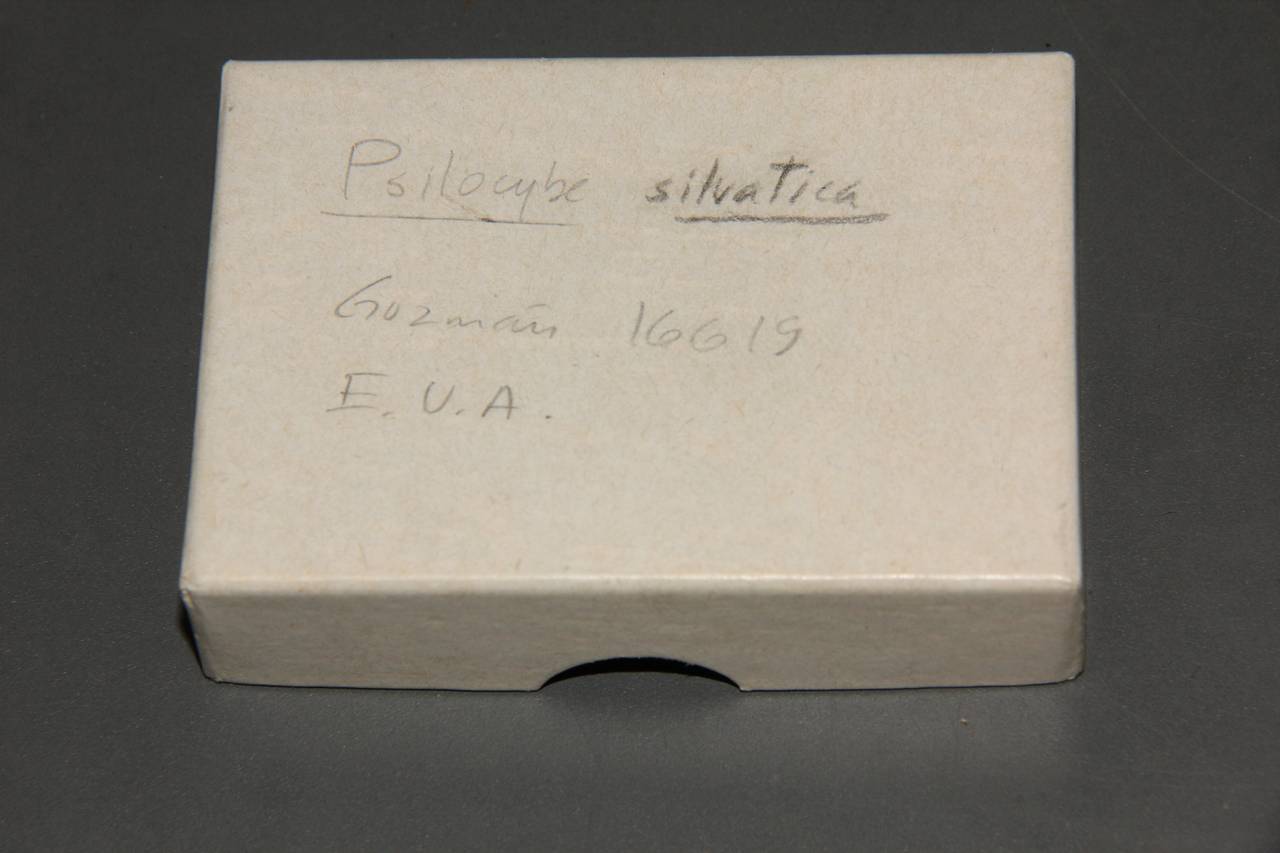 Psilocybe silvatica
Guzmán 16619
E.U.A.